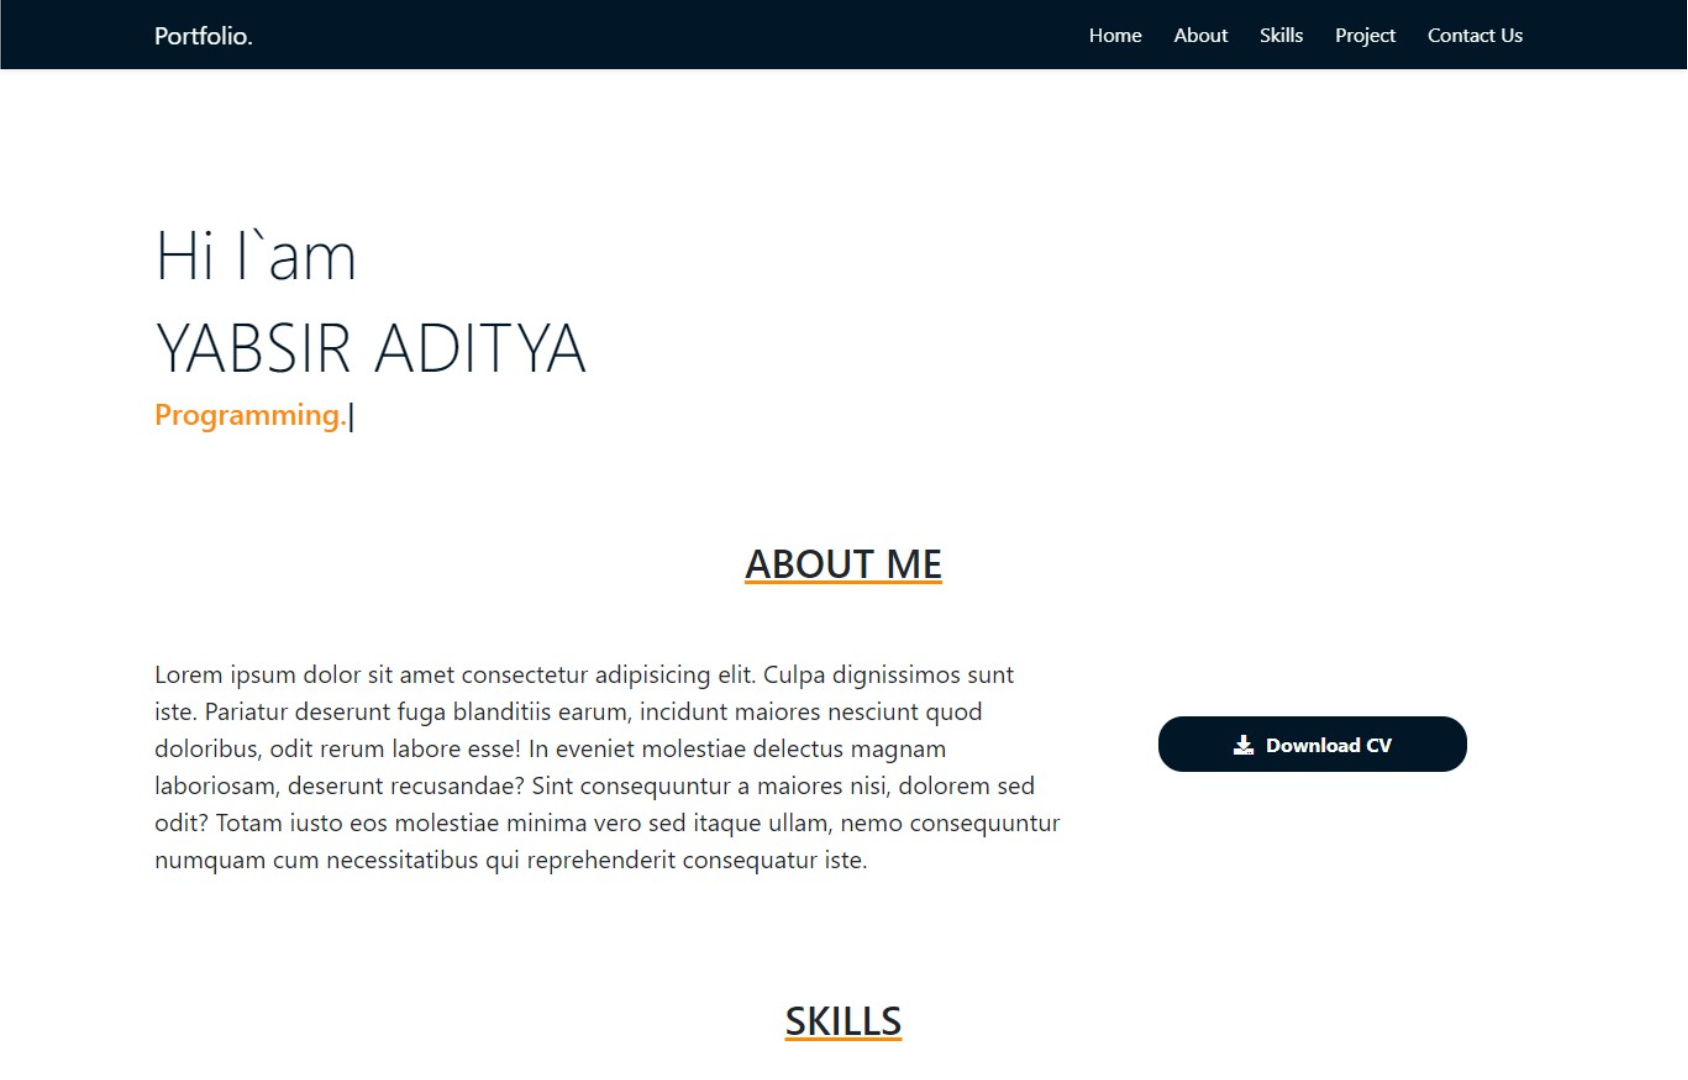 Portfolio.
Home About Skills Project Contact Us
Hi I`am
YABSIR ADITYA
Programming.|
ABOUT ME
Lorem ipsum dolor sit amet consectetur adipisicing elit. Culpa dignissimos sunt
iste. Pariatur deserunt fuga blanditiis earum, incidunt maiores nesciunt quod
doloribus, odit rerum labore esse! In eveniet molestiae delectus magnam
laboriosam, deserunt recusandae? Sint consequuntur a maiores nisi, dolorem sed
odit? Totam iusto eos molestiae minima vero sed itaque ullam, nemo consequuntur
numquam cum necessitatibus qui reprehenderit consequatur iste.
Download CV
SKILLS